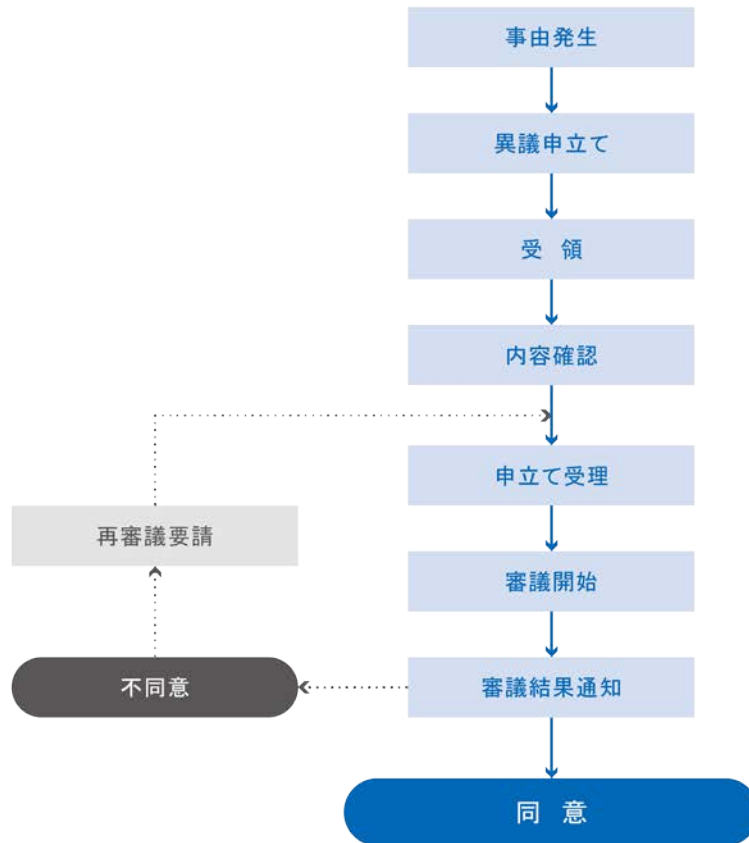 事由発生
異議申立て
受 領
内容確認
申立て受理
再審議要請
審議開始
不同意
審議結果通知
同 意